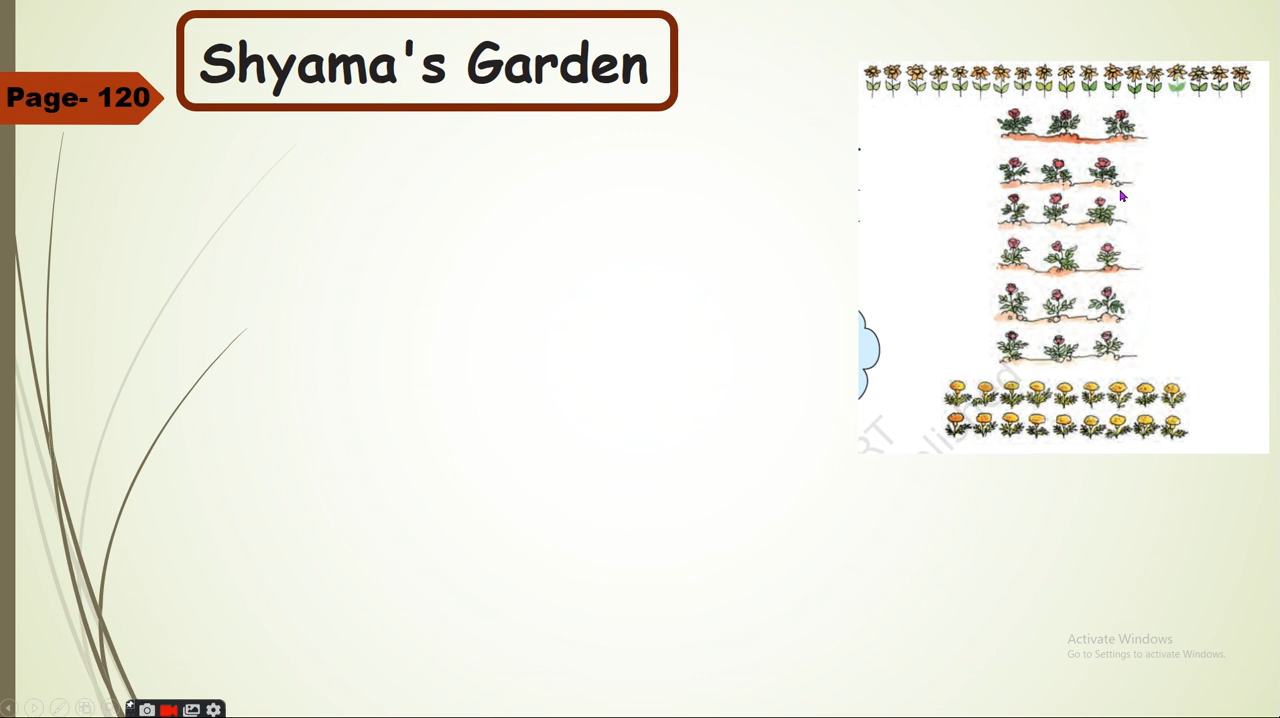 Shyama's Garden
Page- 120
Activate Windows
Go to Settings to activate Windows.